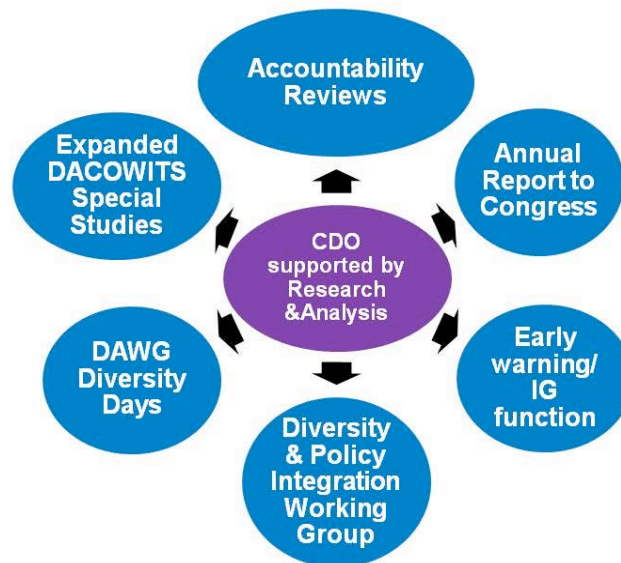 Accountability
Reviews
Expanded
DACOWITS
Special
Studies
Annual
Report to
Congress
CDO
supported by
Research
&Analysis
DAWG
Diversity
Days
Early
warning/
IG
function
Diversity
& Policy
Integration
Working
Group